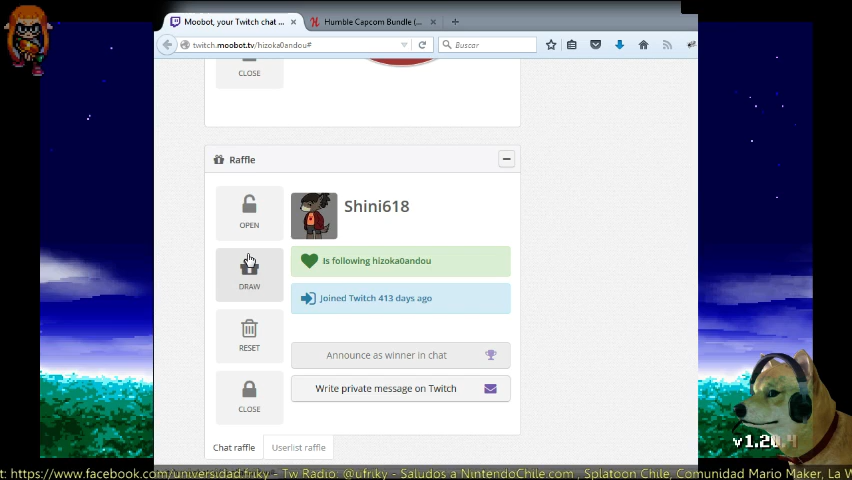 Moobot, your Twitch chat ... ×
Humble Capcom Bundle (... × +
twitch.moobot.tv/hizoka0andou#
Buscar
CLOSE
Raffle
OPEN
Shini618
Is following hizoka0andou
DRAW
Joined Twitch 413 days ago
RESET
Announce as winner in chat
Write private message on Twitch
CLOSE
Chat raffle
Userlist raffle
v1.20.4
t: https://www.facebook.com/universidad.friky - Tw Radio: @ufriky - Saludos a NintendoChile.com , Splatoon Chile, Comunidad Mario Maker, La W